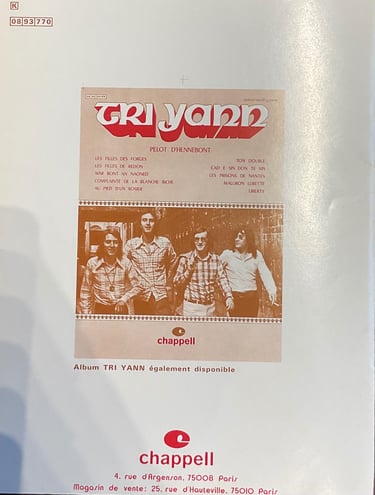 K
08 93 770
TRI YANN
PELOT D'HENNEBONT
LES FILLES DES FORGES
LES FILLES DE REDON
WAR BONT AN NAONED
COMPLAINTE DE LA BLANCHE BICHE
AU PIED D'UN ROSIER
TON DOUBLE
CAD É SIN DON TE SIN
LES PRISONS DE NANTES
MALURON LURETTE
LIBERTY
chappell
Album TRI YANN également disponible
chappell
4, rue d'Argenson, 75008 Paris
Magasin de vente: 25, rue d'Hauteville, 75010 Paris